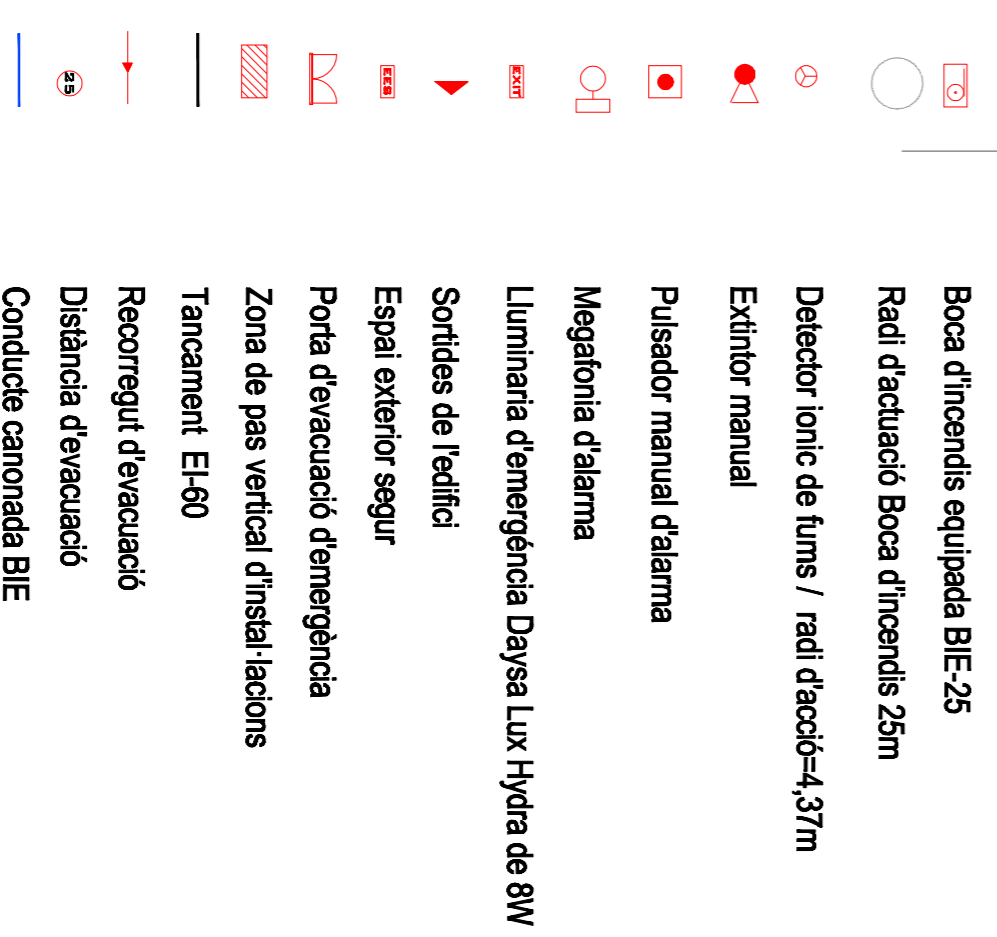 Boca d'incendis equipada BIE-25
Radi d'actuació Boca d'incendis 25m
Detector ionic de fums / radi d'acció=4,37m
Extintor manual
Pulsador manual d'alarma
Megafonia d'alarma
EXIT Lluminaria d'emergéncia Daysa Lux Hydra de 8W
Sortides de l'edifici
EES Espai exterior segur
Porta d'evacuació d'emergència
Zona de pas vertical d'instal·lacions
Tancament EI-60
Recorregut d'evacuació
25 Distància d'evacuació
Conducte canonada BIE